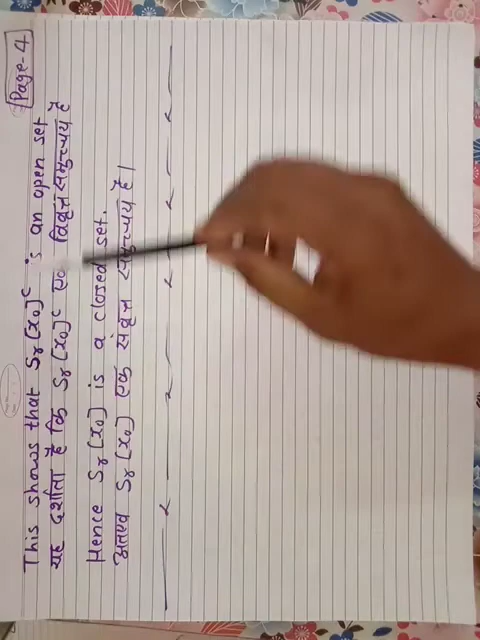 Page-4
This shows that Sr[x0]^c is an open set
यह दर्शाता है कि Sr[x0]^c एक विवृत समुच्चय है
Hence Sr[x0] is a closed set.
अतएव Sr[x0] एक संवृत समुच्चय है।